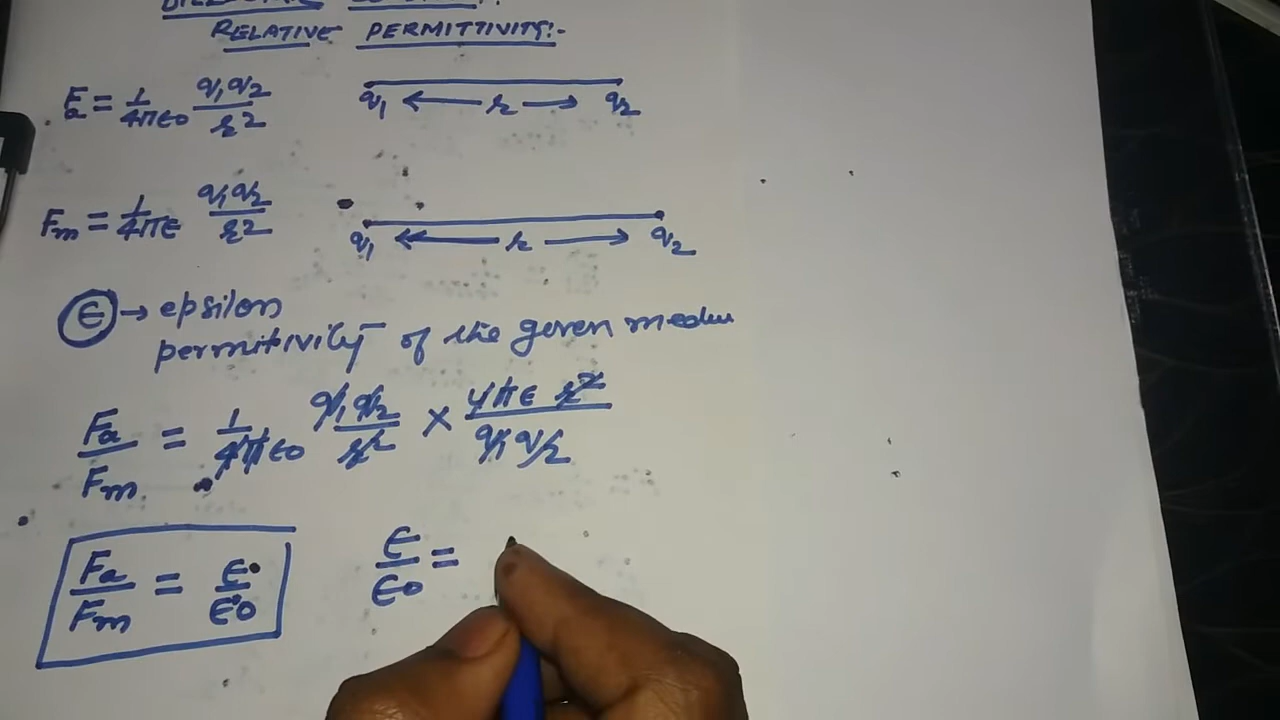 RELATIVE PERMITTIVITY:-
Fa = 1/4πϵ0 q1q2/r2
q1 ← r → q2
Fm = 1/4πϵ q1q2/r2
q1 ← r → q2
ϵ → epsilon
permitivity of the given
Fa/Fm = 1/4πϵ0 q1q2/r2 × 4πϵ r2/q1q2
Fa/Fm = ϵ/ϵ0
ϵ/ϵ0 =